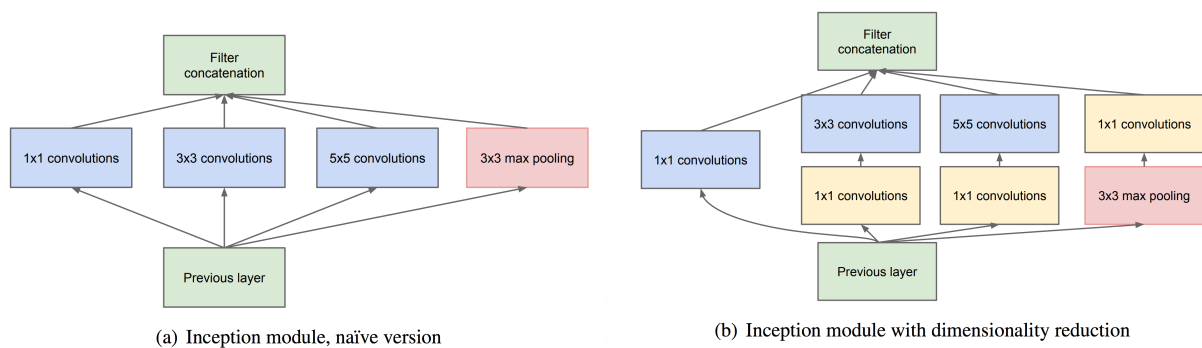 Filter
concatenation
1x1 convolutions
3x3 convolutions
5x5 convolutions
3x3 max pooling
Previous layer
(a) Inception module, naïve version
Filter
concatenation
3x3 convolutions
5x5 convolutions
1x1 convolutions
1x1 convolutions
1x1 convolutions
1x1 convolutions
3x3 max pooling
Previous layer
(b) Inception module with dimensionality reduction